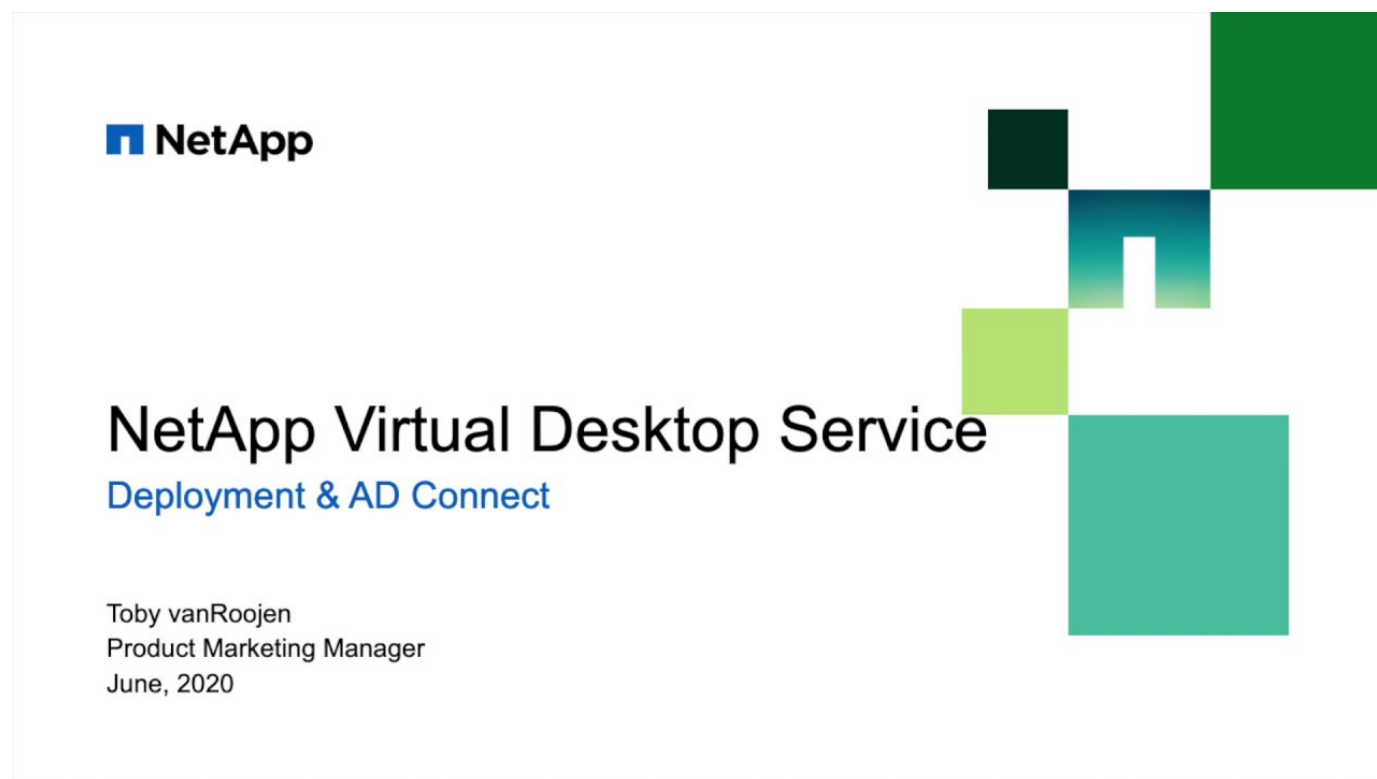 NetApp
NetApp Virtual Desktop Service
Deployment & AD Connect
Toby vanRoojen
Product Marketing Manager
June, 2020